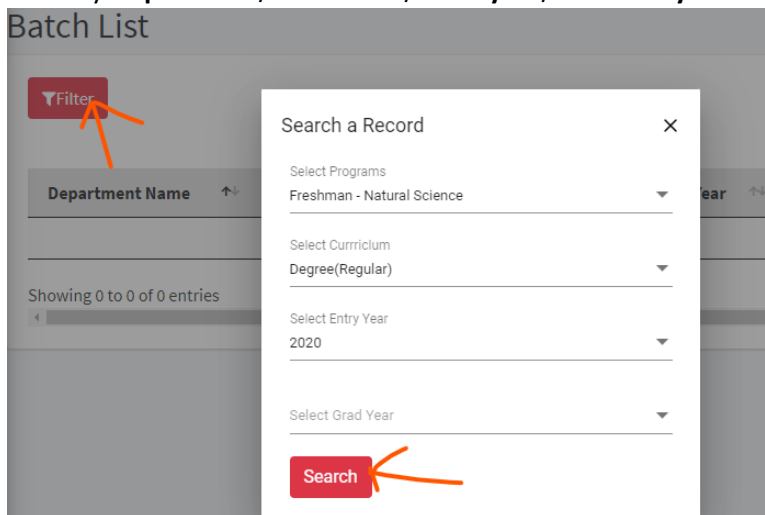 Batch List
Filter
Search a Record
Select Programs
Freshman - Natural Science
Department Name
ear
Select Currriclum
Degree(Regular)
Showing 0 to 0 of 0 entries
Select Entry Year
2020
Select Grad Year
Search